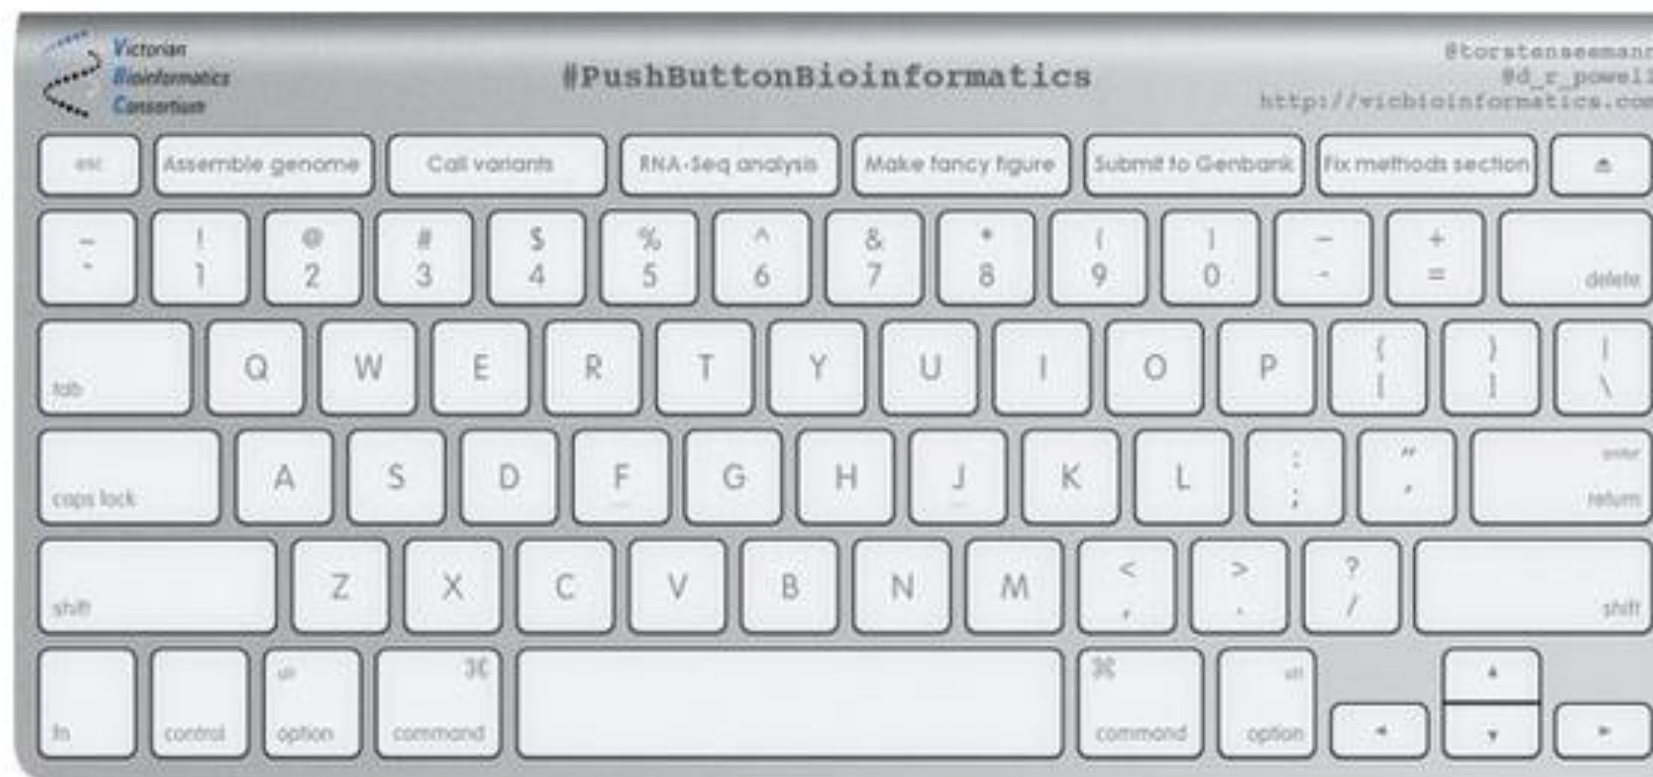 Victorian
Bioinformatics
Consortium
#PushButtonBioinformatics
@torstenseemann
@d_r_powell
http://vicbioinformatics.com
esc Assemble genome Call variants RNA-Seq analysis Make fancy figure Submit to Genbank Fix methods section
~ ! @ # $ % ^ & * ( ) – +
` 1 2 3 4 5 6 7 8 9 0 - = delete
tab Q W E R T Y U I O P { } |
[ ] \
caps lock A S D F G H J K L : " enter
; ' return
shift Z X C V B N M < > ? shift
, . /
alt ⌘ ⌘ alt
fn control option command command option